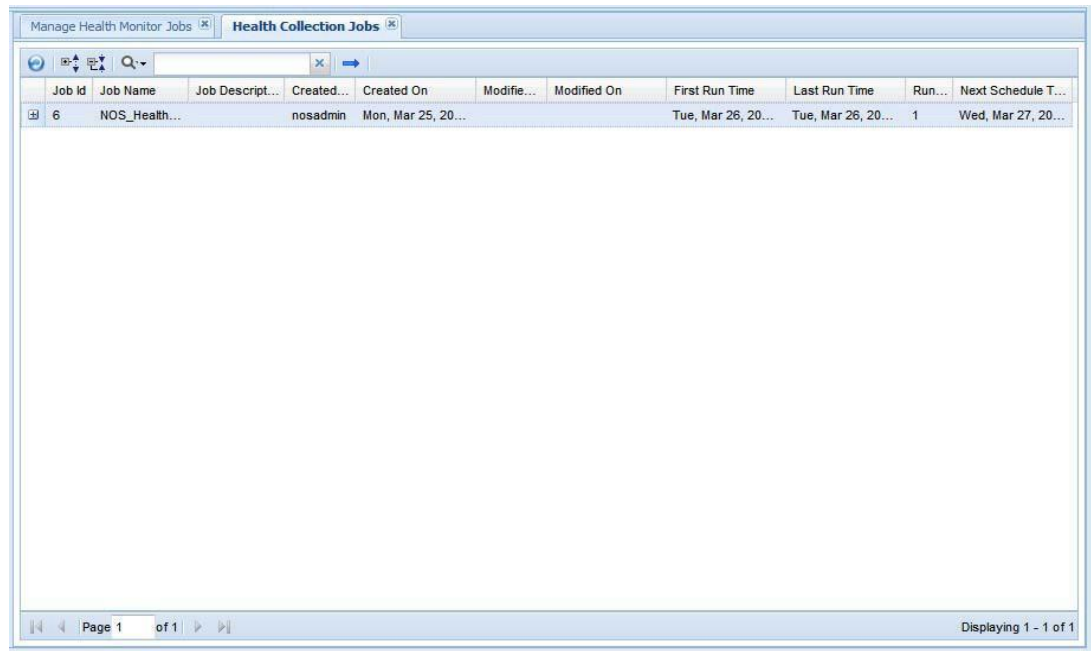 Manage Health Monitor Jobs Health Collection Jobs
Job Id Job Name Job Descript... Created... Created On Modifie... Modified On First Run Time Last Run Time Run... Next Schedule T...
6 NOS_Health... nosadmin Mon, Mar 25, 20... Tue, Mar 26, 20... Tue, Mar 26, 20... 1 Wed, Mar 27, 20...
Page 1 of 1 Displaying 1 - 1 of 1